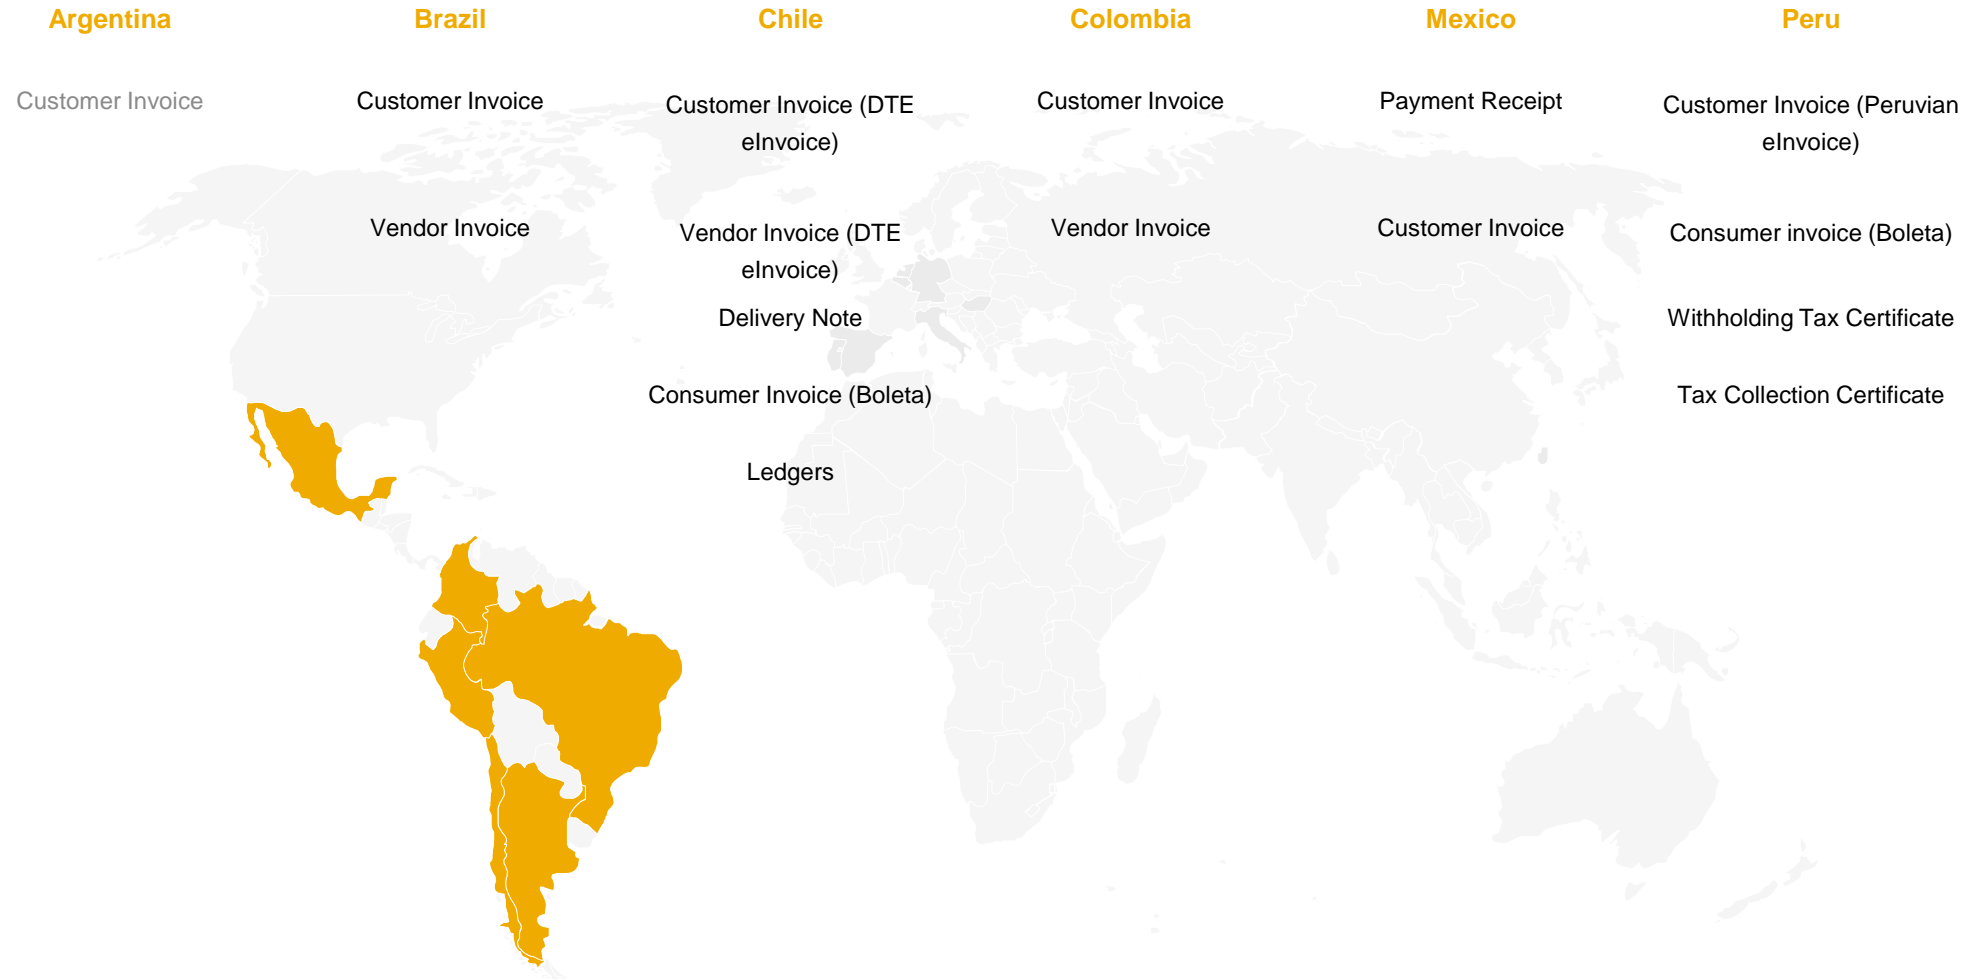 Argentina
Brazil
Chile
Colombia
Mexico
Peru
Customer Invoice
Customer Invoice
Customer Invoice (DTE
eInvoice)
Customer Invoice
Payment Receipt
Customer Invoice (Peruvian
eInvoice)
Vendor Invoice
Vendor Invoice (DTE
eInvoice)
Vendor Invoice
Customer Invoice
Consumer invoice (Boleta)
Delivery Note
Withholding Tax Certificate
Consumer Invoice (Boleta)
Tax Collection Certificate
Ledgers